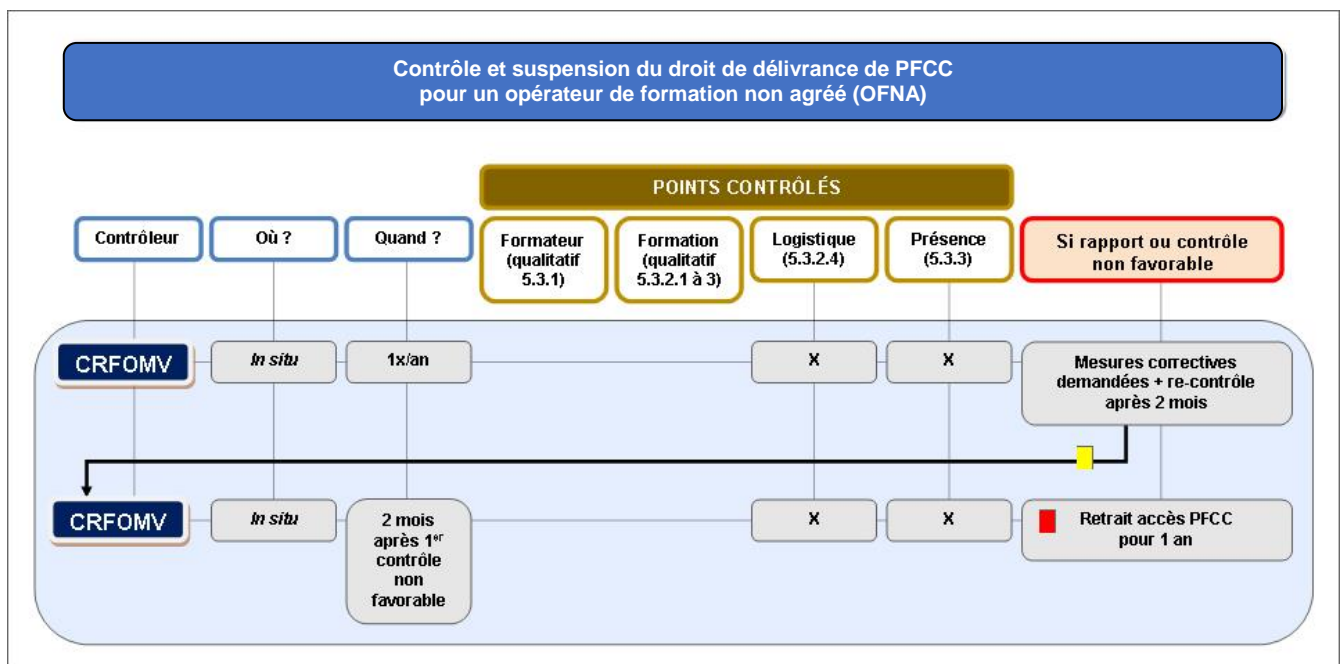 Contrôle et suspension du droit de délivrance de PFCC
pour un opérateur de formation non agréé (OFNA)
POINTS CONTRÔLÉS
Contrôleur
Où ?
Quand ?
Formateur
(qualitatif
5.3.1)
Formation
(qualitatif
5.3.2.1 à 3)
Logistique
(5.3.2.4)
Présence
(5.3.3)
Si rapport ou contrôle
non favorable
CRFOMV
In situ
1x/an
X
X
Mesures correctives
demandées + re-contrôle
après 2 mois
CRFOMV
In situ
2 mois
après 1er
contrôle
non
favorable
X
X
Retrait accès PFCC
pour 1 an